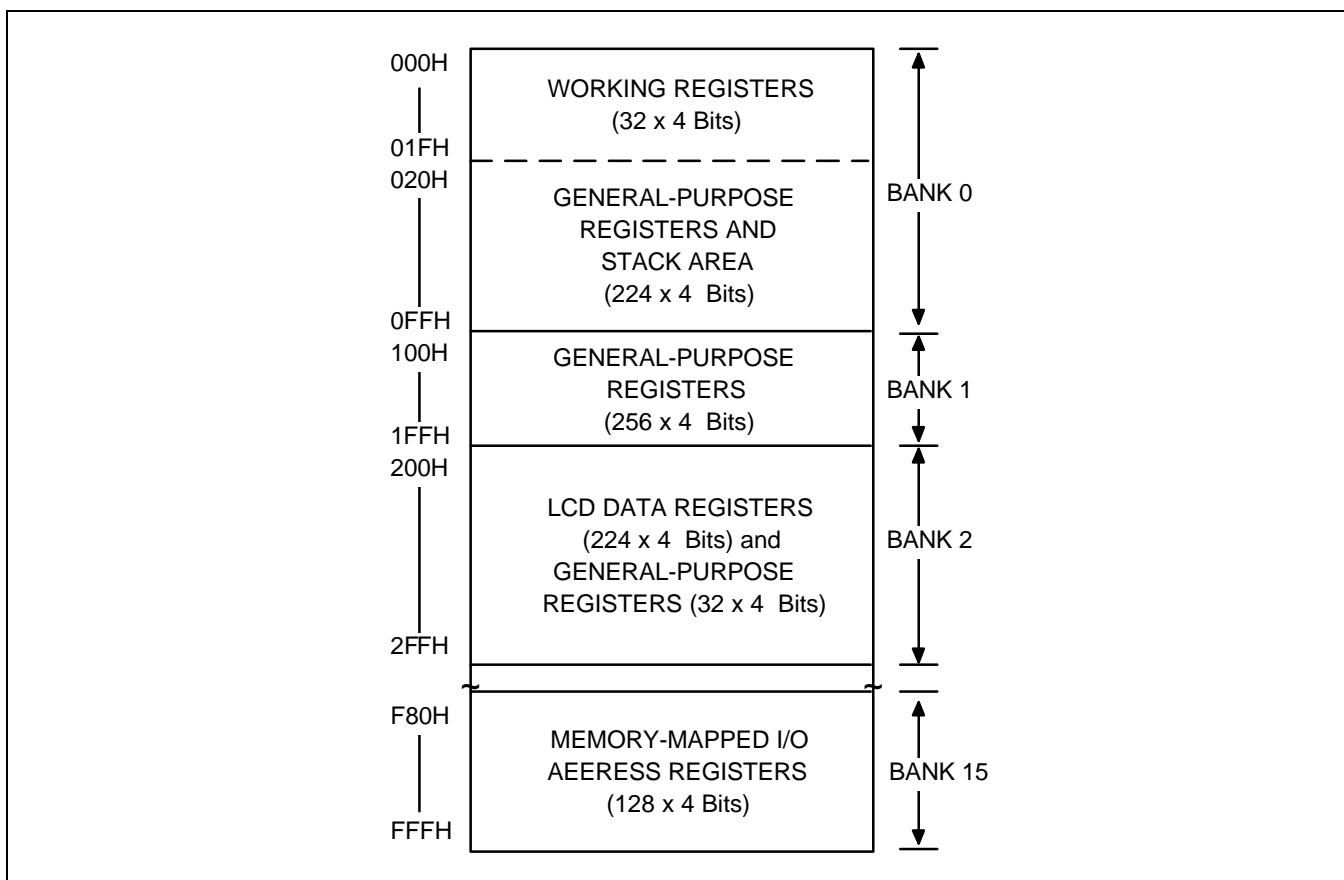 000H
WORKING REGISTERS
(32 x 4 Bits)
01FH
020H
GENERAL-PURPOSE
REGISTERS AND
STACK AREA
(224 x 4 Bits)
0FFH
BANK 0
100H
GENERAL-PURPOSE
REGISTERS
(256 x 4 Bits)
1FFH
BANK 1
200H
LCD DATA REGISTERS
(224 x 4 Bits) and
GENERAL-PURPOSE
REGISTERS (32 x 4 Bits)
2FFH
BANK 2
~ ~
F80H
MEMORY-MAPPED I/O
AEERESS REGISTERS
(128 x 4 Bits)
FFFH
BANK 15